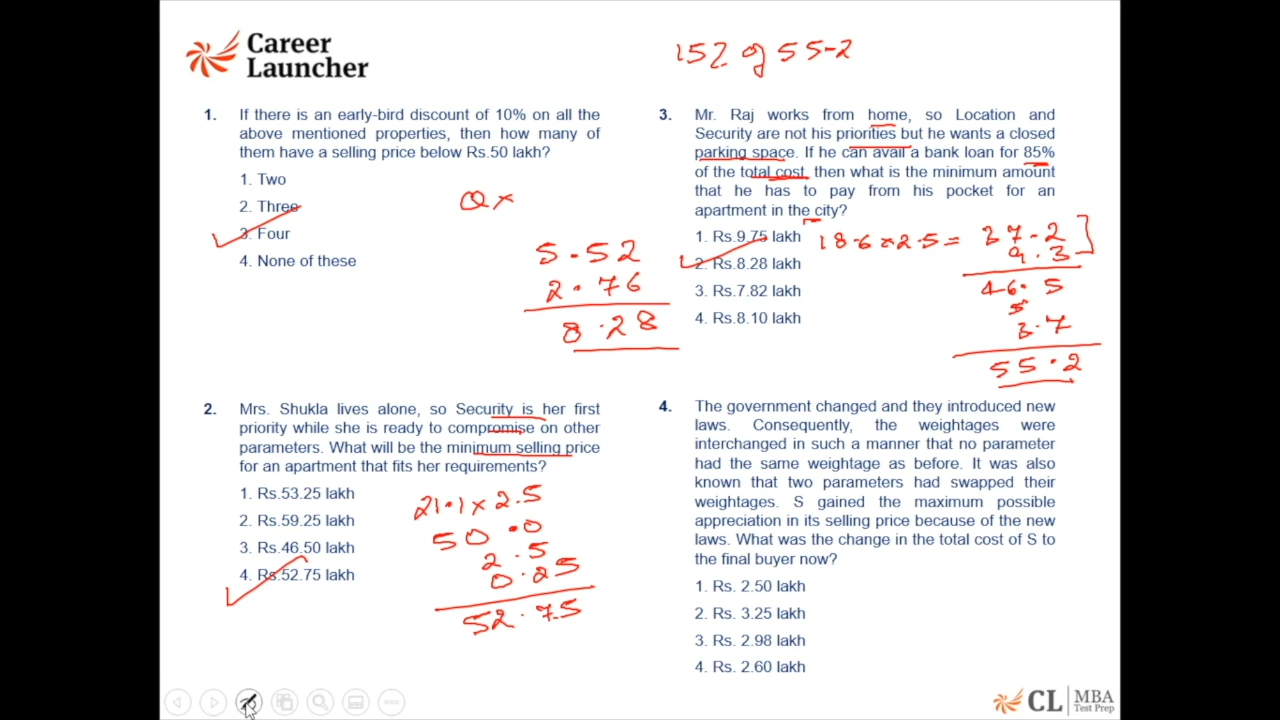 Career
Launcher
15% of 55.2
1. If there is an early-bird discount of 10% on all the
above mentioned properties, then how many of
them have a selling price below Rs.50 lakh?
1. Two
2. Three
3. Four
4. None of these
5.52
2.76
8.28
2. Mrs. Shukla lives alone, so Security is her first
priority while she is ready to compromise on other
parameters. What will be the minimum selling price
for an apartment that fits her requirements?
1. Rs.53.25 lakh
2. Rs.59.25 lakh
3. Rs.46.50 lakh
4. Rs.52.75 lakh
21.1 x 2.5
50.0
2.5
0.25
52.75
3. Mr. Raj works from home, so Location and
Security are not his priorities but he wants a closed
parking space. If he can avail a bank loan for 85%
of the total cost, then what is the minimum amount
that he has to pay from his pocket for an
apartment in the city?
1. Rs.9.75 lakh
2. Rs.8.28 lakh
3. Rs.7.82 lakh
4. Rs.8.10 lakh
18.6 x 2.5 = 37.2
9.3
46.5
5
3.7
55.2
4. The government changed and they introduced new
laws. Consequently, the weightages were
interchanged in such a manner that no parameter
had the same weightage as before. It was also
known that two parameters had swapped their
weightages. S gained the maximum possible
appreciation in its selling price because of the new
laws. What was the change in the total cost of S to
the final buyer now?
1. Rs. 2.50 lakh
2. Rs. 3.25 lakh
3. Rs. 2.98 lakh
4. Rs. 2.60 lakh
CL MBA
Test Prep